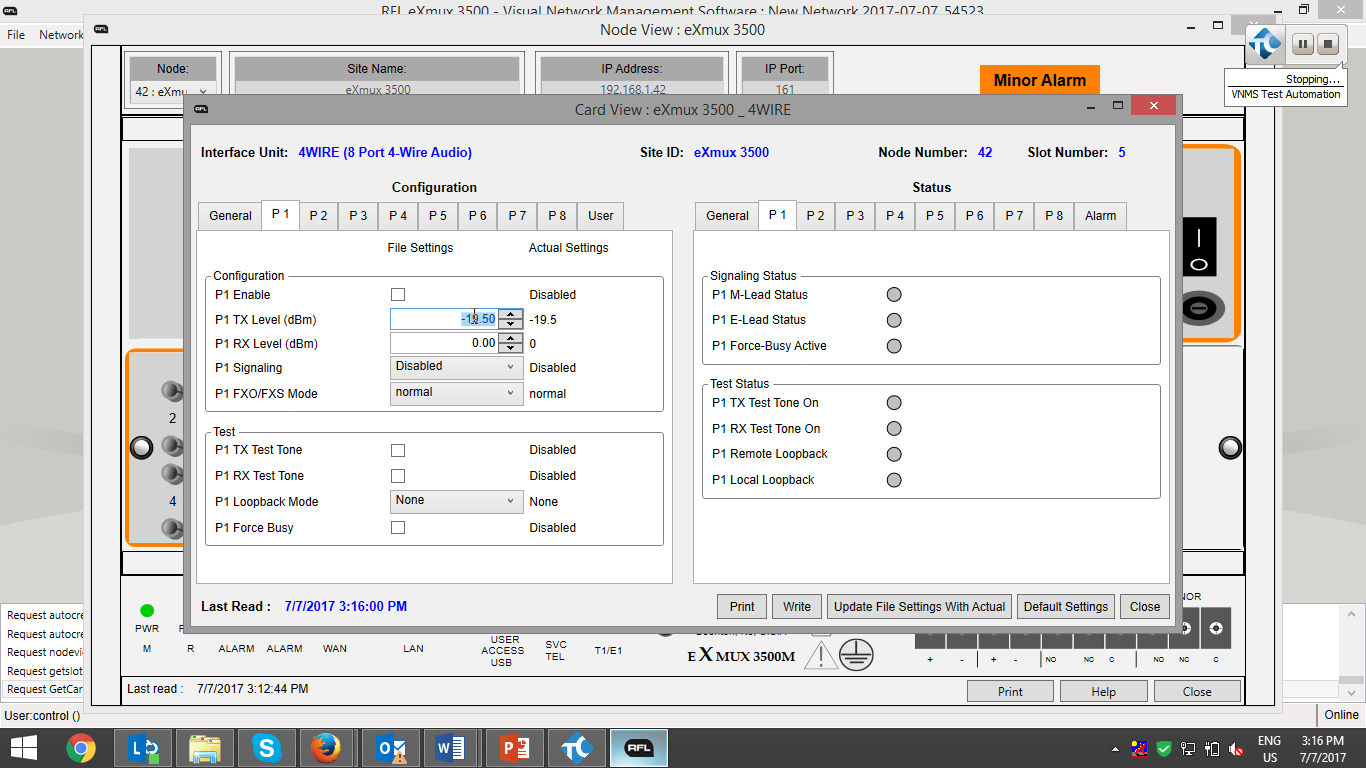 RFL eXmux 3500 - Visual Network Management Software : New Network 2017-07-07_54523
File Network
Node View : eXmux 3500
Node: Site Name: IP Address: IP Port:
42 : eXmu eXmux 3500 192.168.1.42 161
Minor Alarm
Stopping...
VNMS Test Automation
RFL
Card View : eXmux 3500 _ 4WIRE
Interface Unit: 4WIRE (8 Port 4-Wire Audio) Site ID: eXmux 3500 Node Number: 42 Slot Number: 5
Configuration
General P 1 P 2 P 3 P 4 P 5 P 6 P 7 P 8 User
File Settings Actual Settings
Configuration
P1 Enable Disabled
P1 TX Level (dBm) -19.50 -19.5
P1 RX Level (dBm) 0.00 0
P1 Signaling Disabled Disabled
P1 FXO/FXS Mode normal normal
Test
P1 TX Test Tone Disabled
P1 RX Test Tone Disabled
P1 Loopback Mode None None
P1 Force Busy Disabled
Status
General P 1 P 2 P 3 P 4 P 5 P 6 P 7 P 8 Alarm
Signaling Status
P1 M-Lead Status
P1 E-Lead Status
P1 Force-Busy Active
Test Status
P1 TX Test Tone On
P1 RX Test Tone On
P1 Remote Loopback
P1 Local Loopback
Last Read : 7/7/2017 3:16:00 PM
Print Write Update File Settings With Actual Default Settings Close
2
4
Request autocre
Request autocre
Request nodevi
Request getslot
Request GetCar
PWR
M R ALARM ALARM WAN LAN
USER
ACCESS
USB
SVC
TEL
T1/E1
eXmux 3500M
NOR
+ - + - NO NC C NO NC C
Last read : 7/7/2017 3:12:44 PM
Print Help Close
User:control () Online
RFL
ENG
US
3:16 PM
7/7/2017